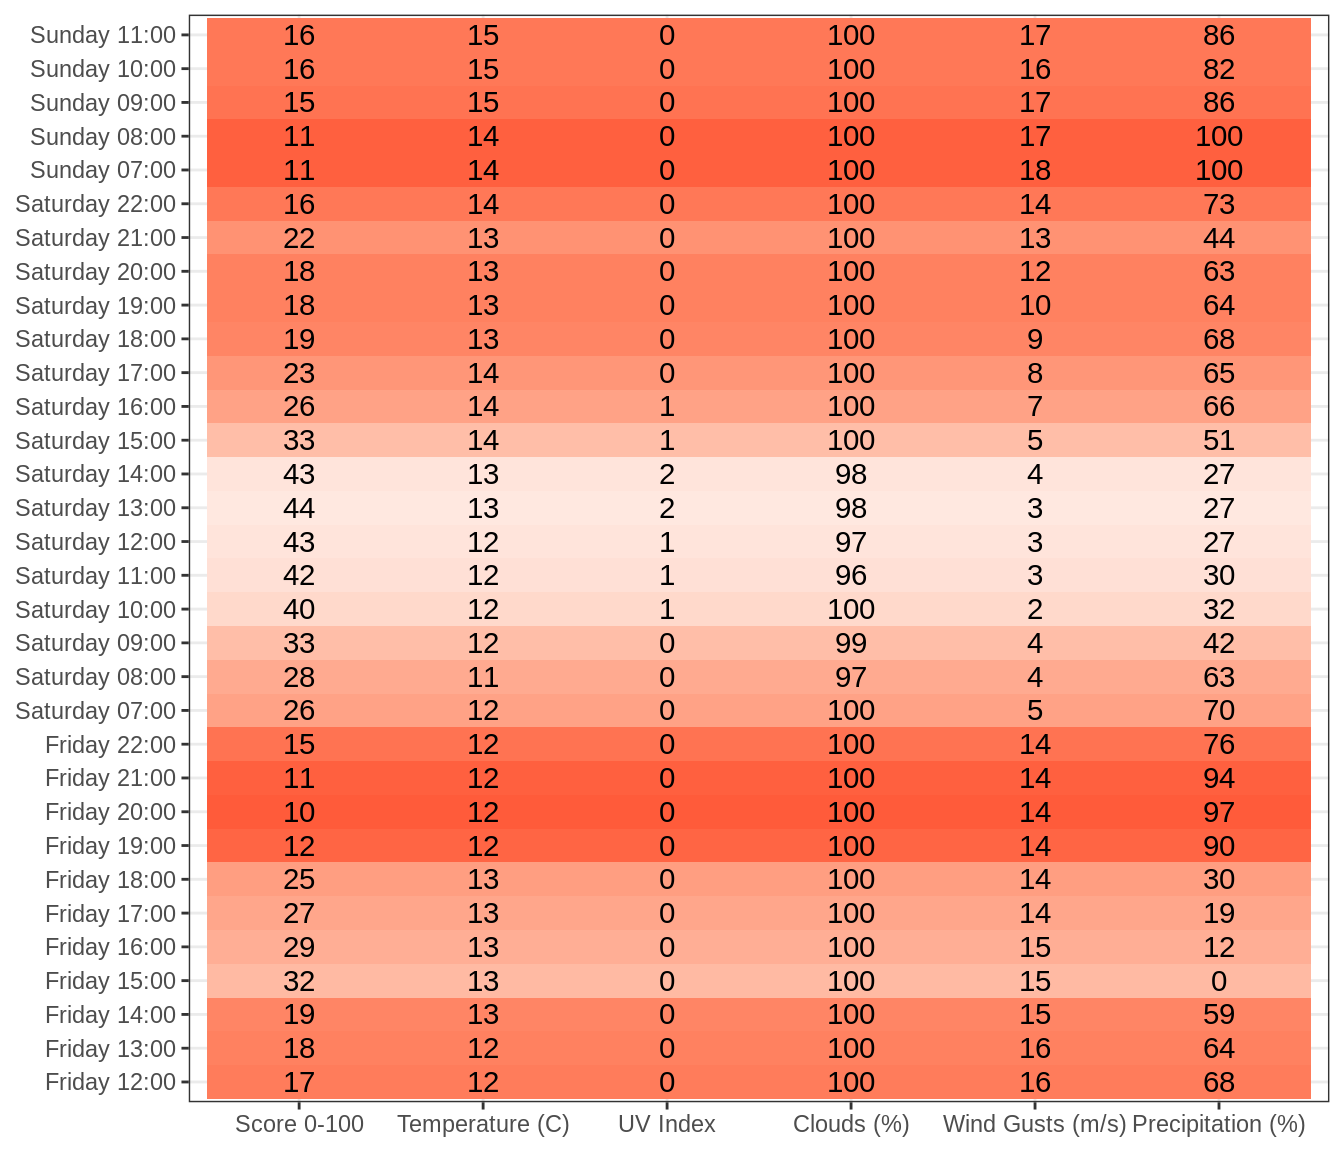 Sunday 11:00 16 15 0 100 17 86
Sunday 10:00 16 15 0 100 16 82
Sunday 09:00 15 15 0 100 17 86
Sunday 08:00 11 14 0 100 17 100
Sunday 07:00 11 14 0 100 18 100
Saturday 22:00 16 14 0 100 14 73
Saturday 21:00 22 13 0 100 13 44
Saturday 20:00 18 13 0 100 12 63
Saturday 19:00 18 13 0 100 10 64
Saturday 18:00 19 13 0 100 9 68
Saturday 17:00 23 14 0 100 8 65
Saturday 16:00 26 14 1 100 7 66
Saturday 15:00 33 14 1 100 5 51
Saturday 14:00 43 13 2 98 4 27
Saturday 13:00 44 13 2 98 3 27
Saturday 12:00 43 12 1 97 3 27
Saturday 11:00 42 12 1 96 3 30
Saturday 10:00 40 12 1 100 2 32
Saturday 09:00 33 12 0 99 4 42
Saturday 08:00 28 11 0 97 4 63
Saturday 07:00 26 12 0 100 5 70
Friday 22:00 15 12 0 100 14 76
Friday 21:00 11 12 0 100 14 94
Friday 20:00 10 12 0 100 14 97
Friday 19:00 12 12 0 100 14 90
Friday 18:00 25 13 0 100 14 30
Friday 17:00 27 13 0 100 14 19
Friday 16:00 29 13 0 100 15 12
Friday 15:00 32 13 0 100 15 0
Friday 14:00 19 13 0 100 15 59
Friday 13:00 18 12 0 100 16 64
Friday 12:00 17 12 0 100 16 68
Score 0-100 Temperature (C) UV Index Clouds (%) Wind Gusts (m/s) Precipitation (%)